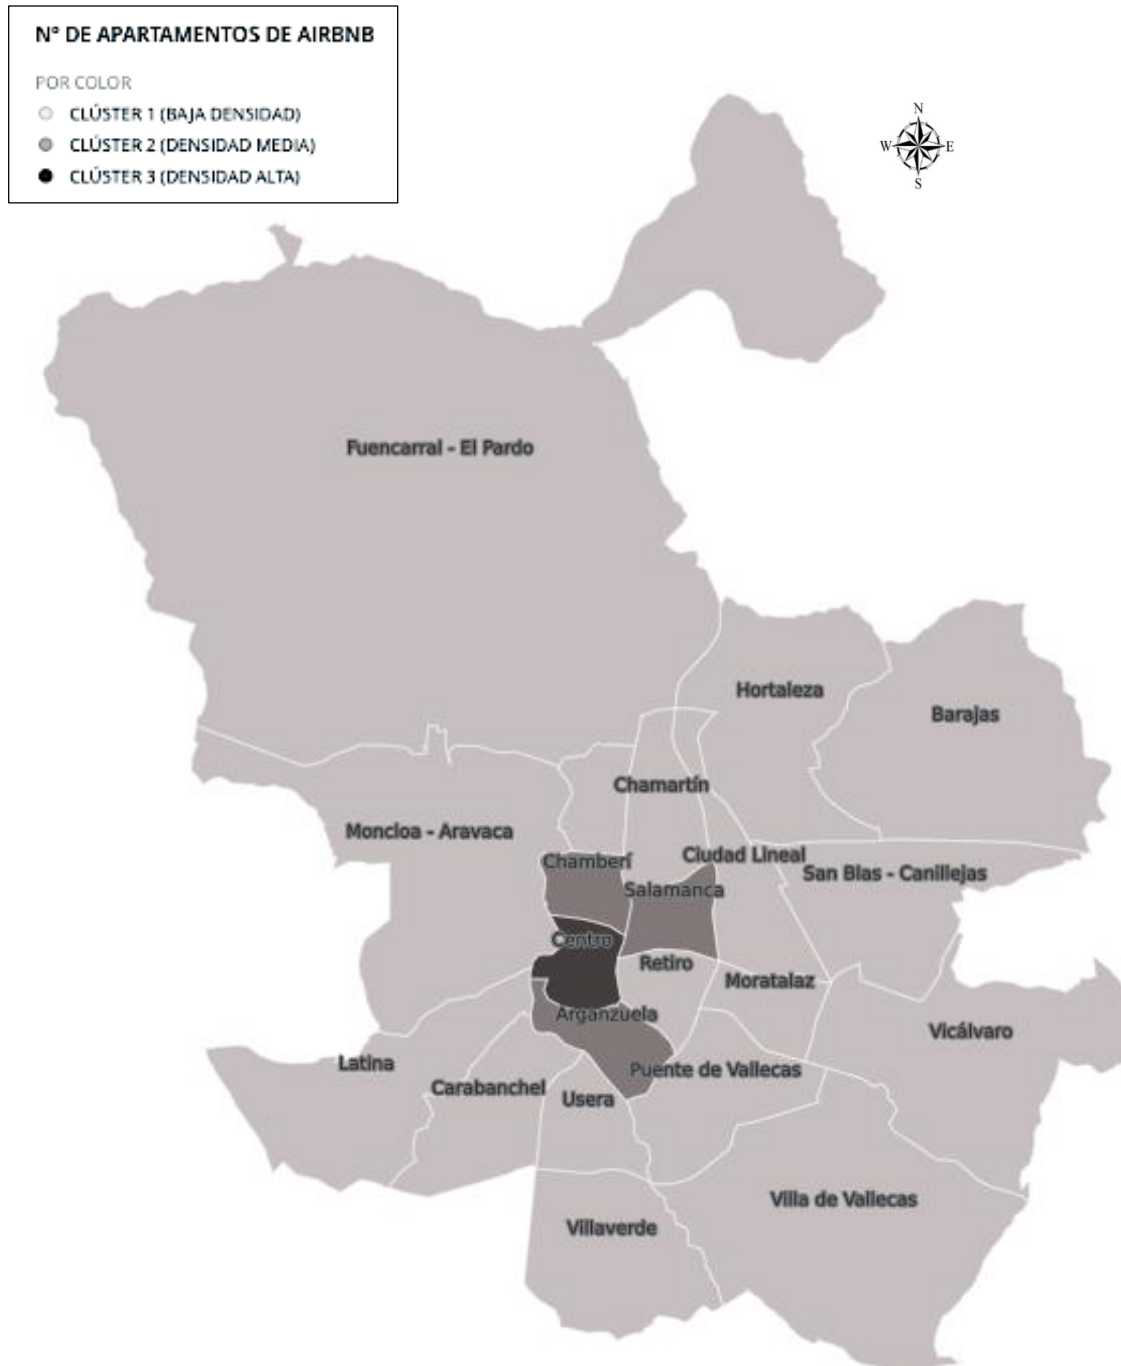 Nº DE APARTAMENTOS DE AIRBNB
POR COLOR
CLÚSTER 1 (BAJA DENSIDAD)
CLÚSTER 2 (DENSIDAD MEDIA)
CLÚSTER 3 (DENSIDAD ALTA)
N
W E
S
Fuencarral - El Pardo
Hortaleza
Barajas
Chamartín
Moncloa - Aravaca
Chamberí
Ciudad Lineal
San Blas - Canillejas
Salamanca
Centro
Retiro
Moratalaz
Arganzuela
Vicálvaro
Latina
Puente de Vallecas
Carabanchel
Usera
Villa de Vallecas
Villaverde